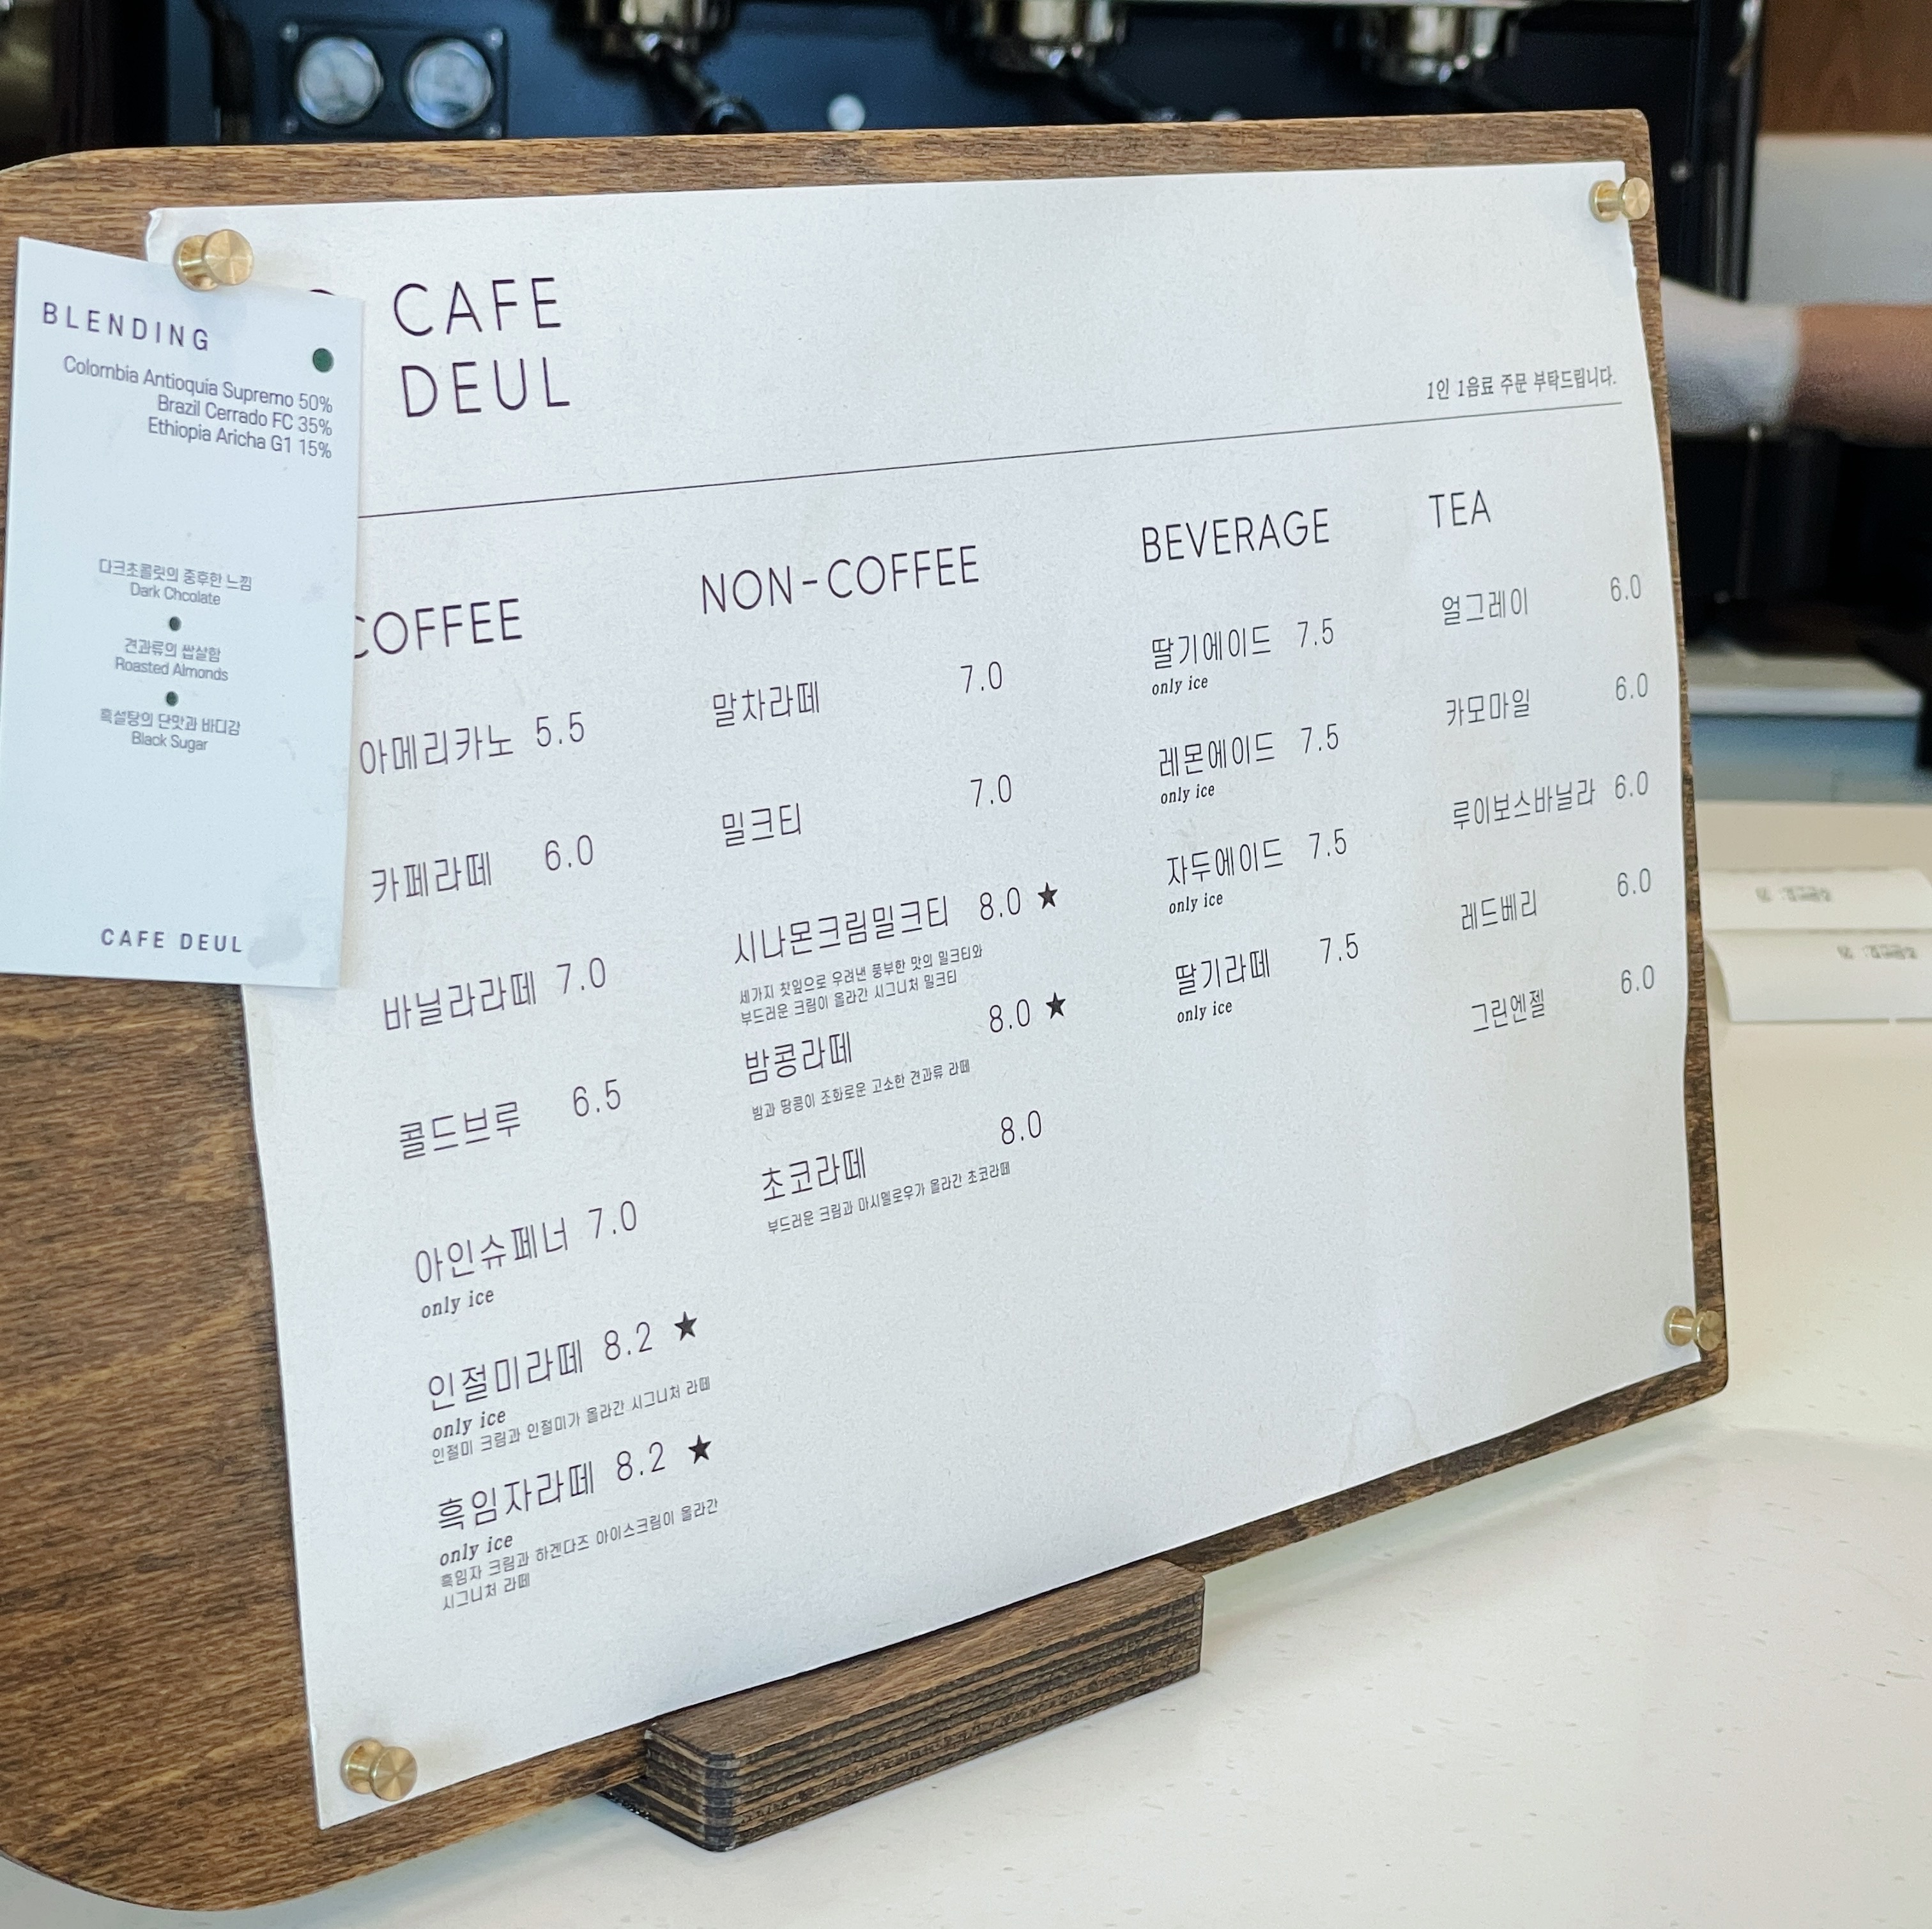 BLENDING
Colombia Antioquia Supremo 50%
Brazil Cerrado FC 35%
Ethiopia Aricha G1 15%
다크초콜릿의 중후한 느낌
Dark Chcolate
견과류의 쌉살함
Roasted Almonds
흑설탕의 단맛과 바디감
Black Sugar
CAFE DEUL
CAFE
DEUL
1인 1음료 주문 부탁드립니다.
COFFEE
아메리카노 5.5
카페라떼 6.0
바닐라라떼 7.0
콜드브루 6.5
아인슈페너 7.0
only ice
인절미라떼 8.2 ★
only ice
인절미 크림과 인절미가 올라간 시그니처 라떼
흑임자라떼 8.2 ★
only ice
흑임자 크림과 하겐다즈 아이스크림이 올라간
시그니처 라떼
NON-COFFEE
말차라떼 7.0
밀크티 7.0
시나몬크림밀크티 8.0 ★
세가지 찻잎으로 우려낸 풍부한 맛의 밀크티와
부드러운 크림이 올라간 시그니처 밀크티
밤콩라떼 8.0 ★
밤과 땅콩이 조화로운 고소한 견과류 라떼
초코라떼 8.0
부드러운 크림과 마시멜로우가 올라간 초코라떼
BEVERAGE
딸기에이드 7.5
only ice
레몬에이드 7.5
only ice
자두에이드 7.5
only ice
딸기라떼 7.5
only ice
TEA
얼그레이 6.0
카모마일 6.0
루이보스바닐라 6.0
레드베리 6.0
그린엔젤 6.0